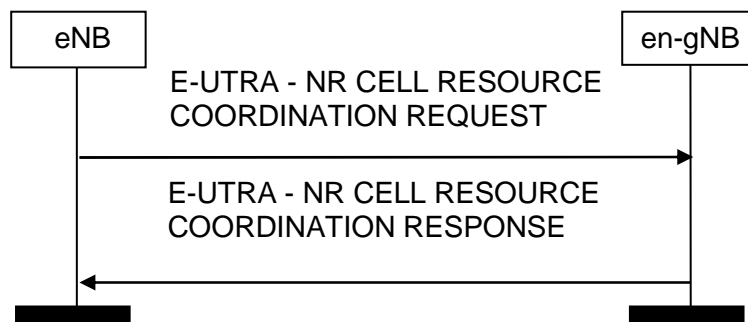 eNB
en-gNB
E-UTRA - NR CELL RESOURCE
COORDINATION REQUEST
E-UTRA - NR CELL RESOURCE
COORDINATION RESPONSE